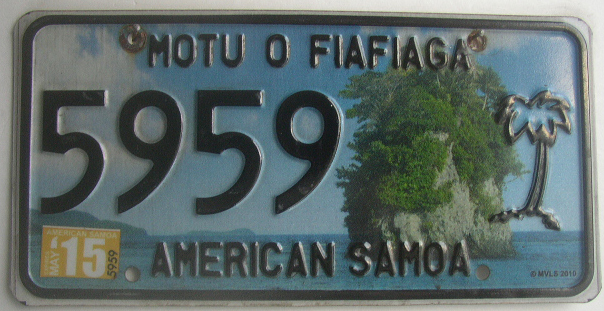 MOTU O FIAFIAGA
5959
AMERICAN SAMOA
MAY '15 5959
AMERICAN SAMOA
© MVLS 2010